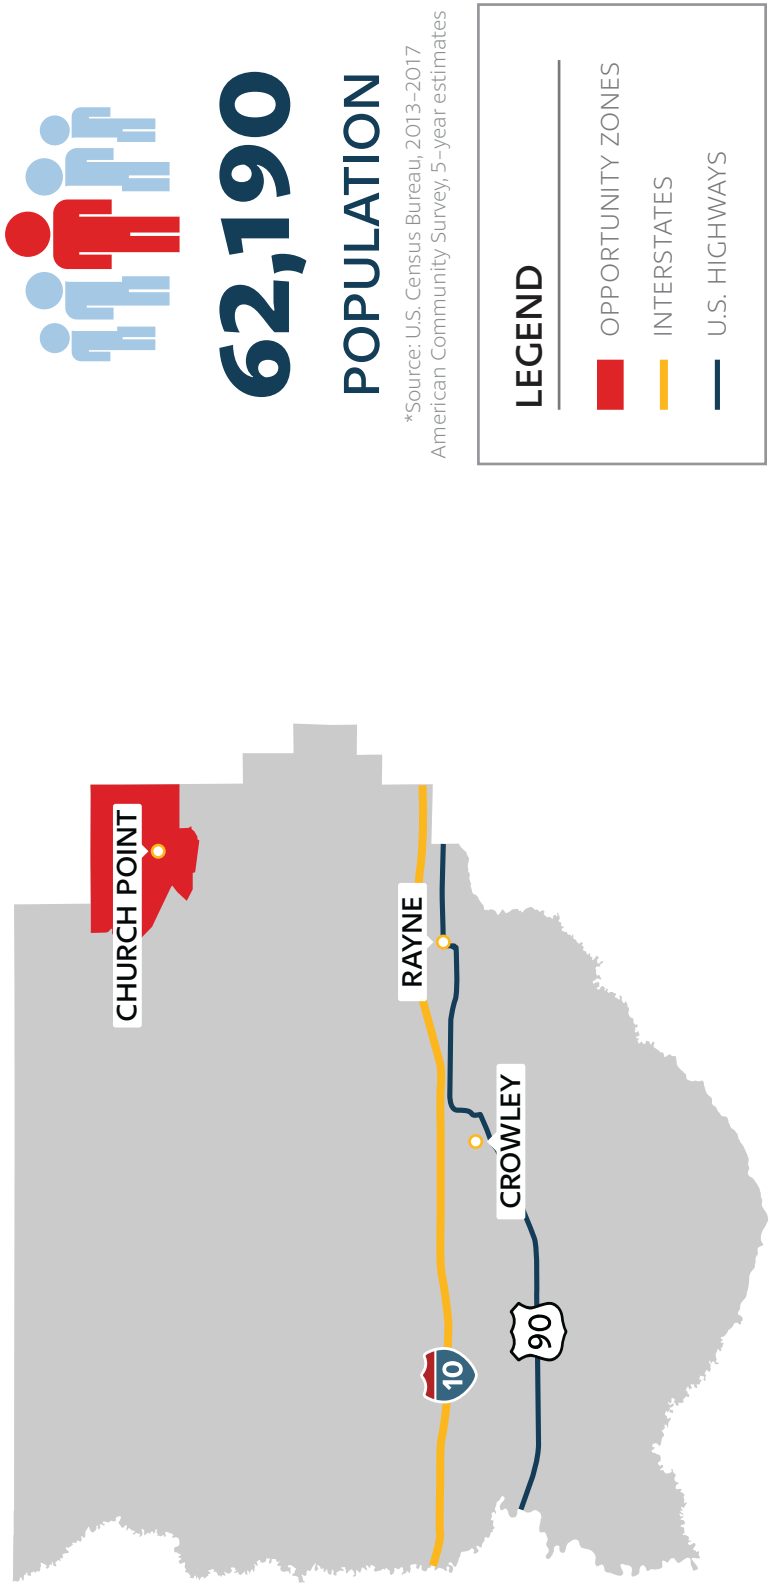 CHURCH POINT
RAYNE
CROWLEY
10
90
62,190
POPULATION
*Source: U.S. Census Bureau, 2013–2017
American Community Survey, 5–year estimates
LEGEND
OPPORTUNITY ZONES
INTERSTATES
U.S. HIGHWAYS